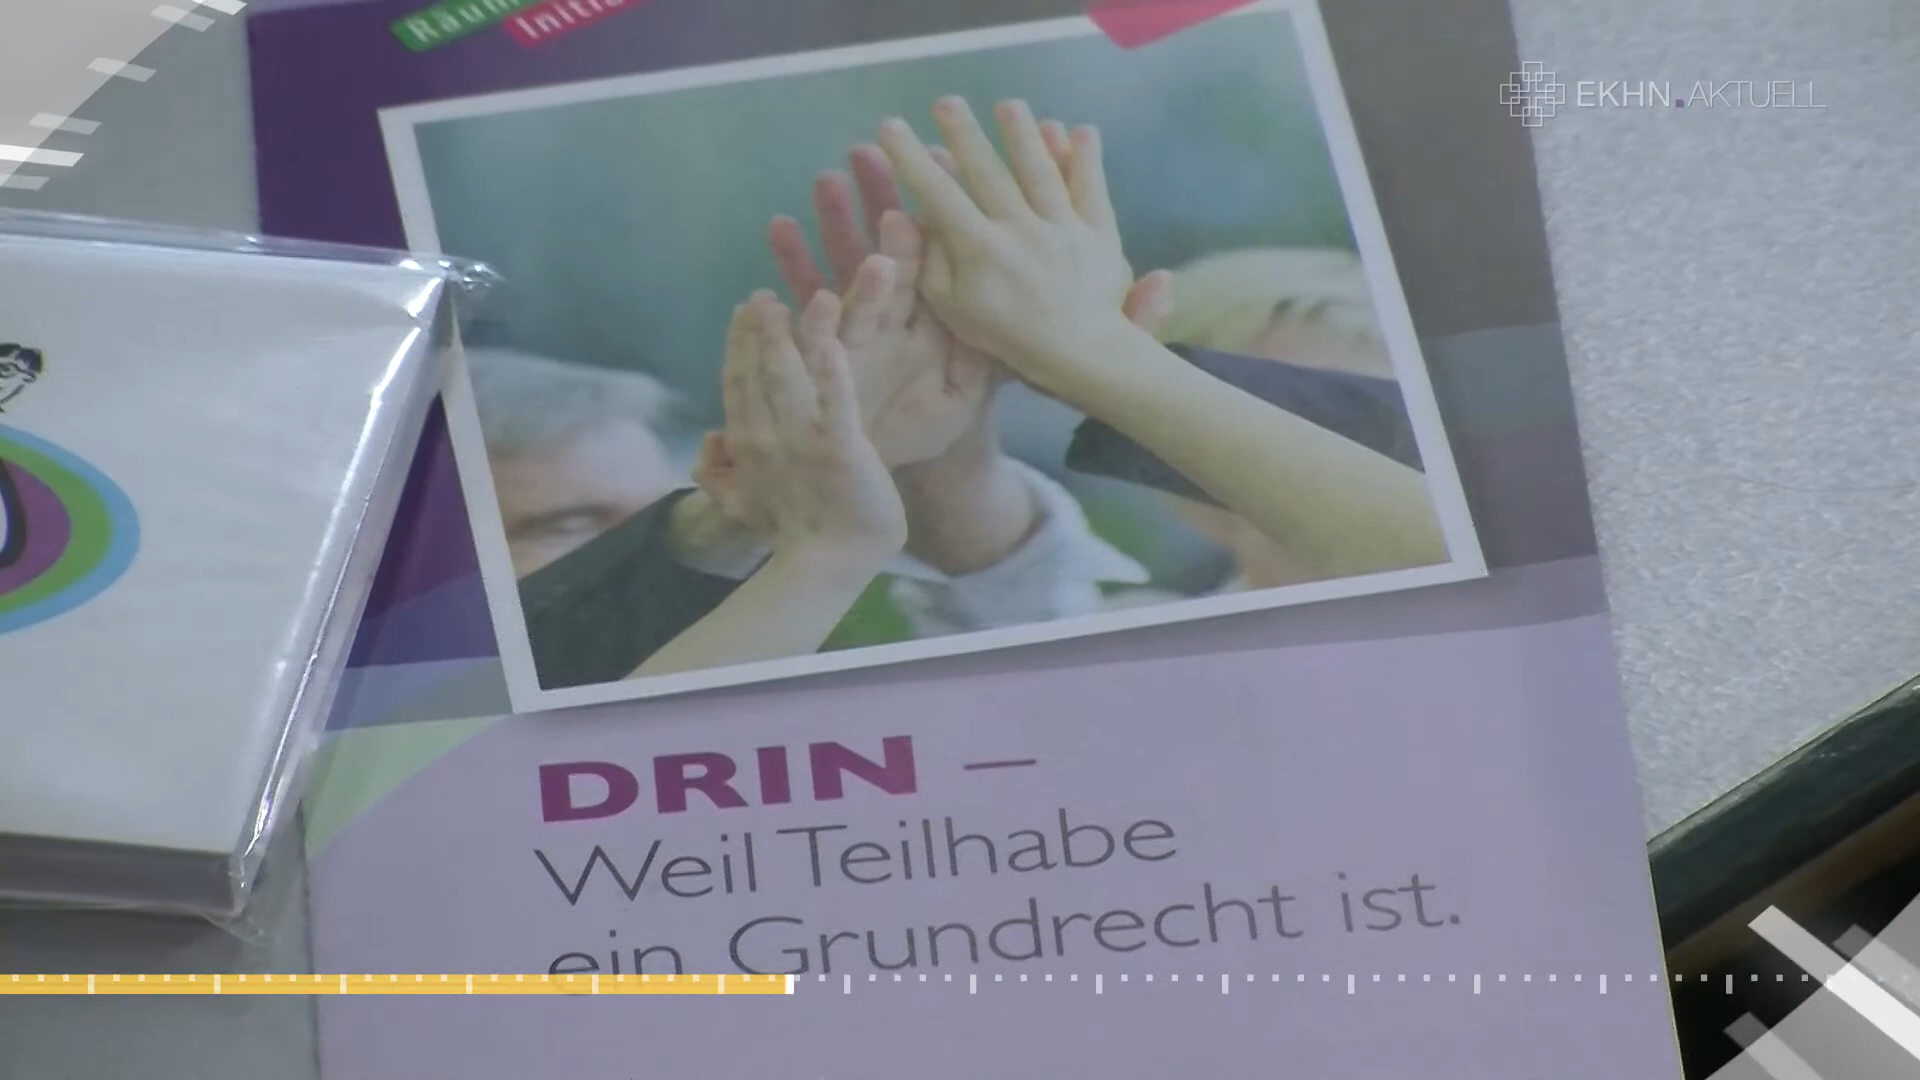 EKHN.AKTUELL
DRIN –
Weil Teilhabe
ein Grundrecht ist.